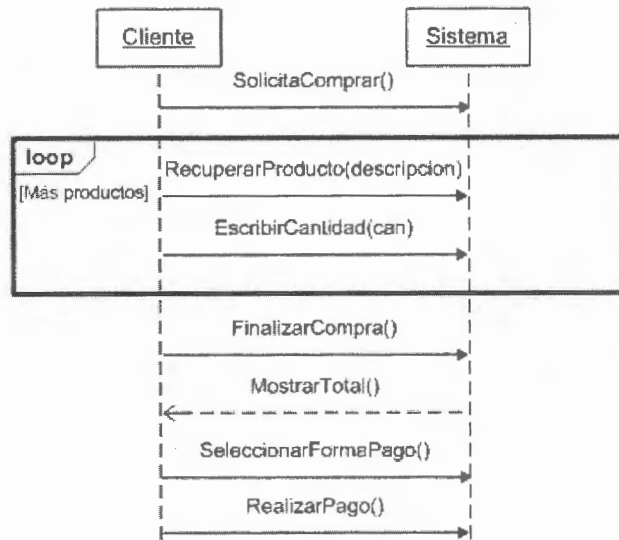 Cliente
Sistema
SolicitaComprar()
loop
RecuperarProducto(descripcion)
[Más productos]
EscribirCantidad(can)
FinalizarCompra()
MostrarTotal()
SeleccionarFormaPago()
RealizarPago()